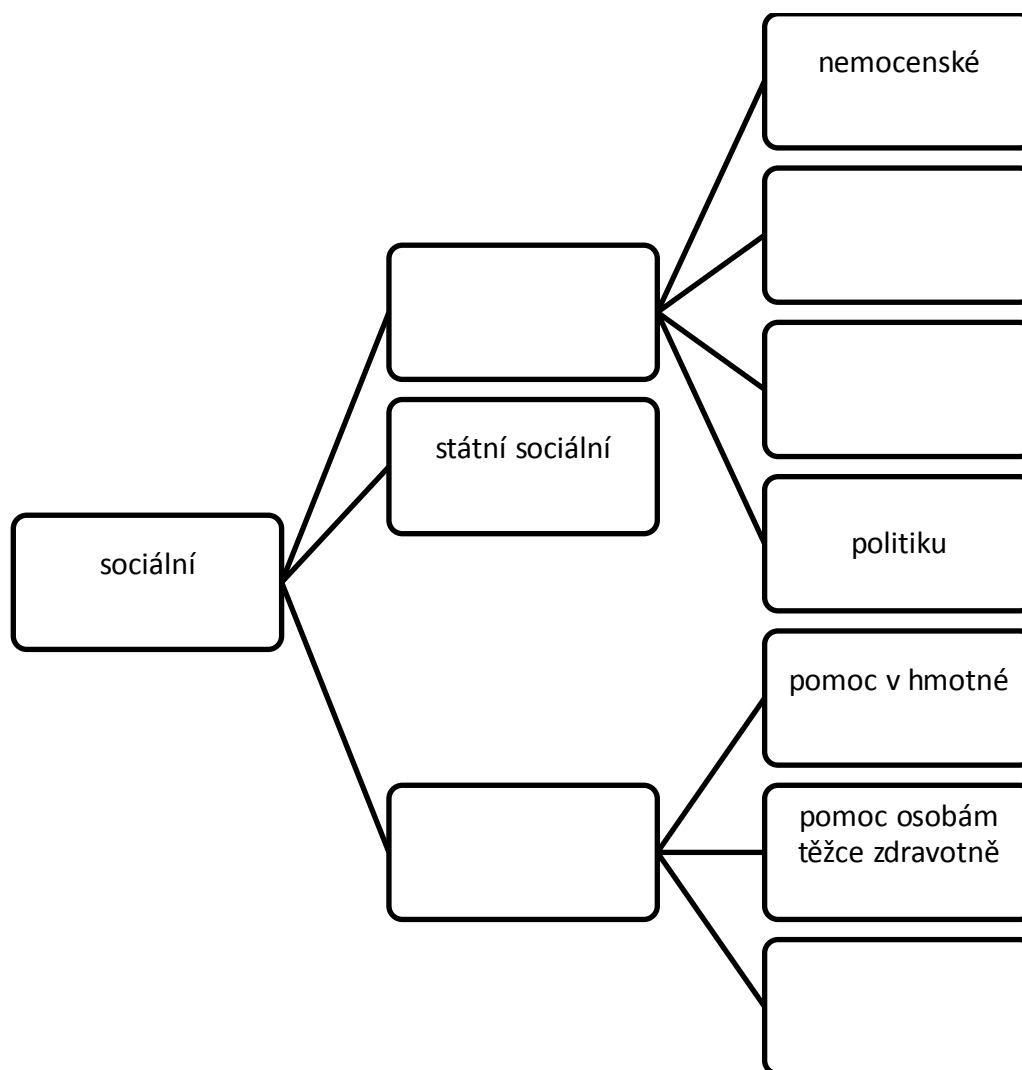 nemocenské
státní sociální
politiku
sociální
pomoc v hmotné
pomoc osobám
těžce zdravotně